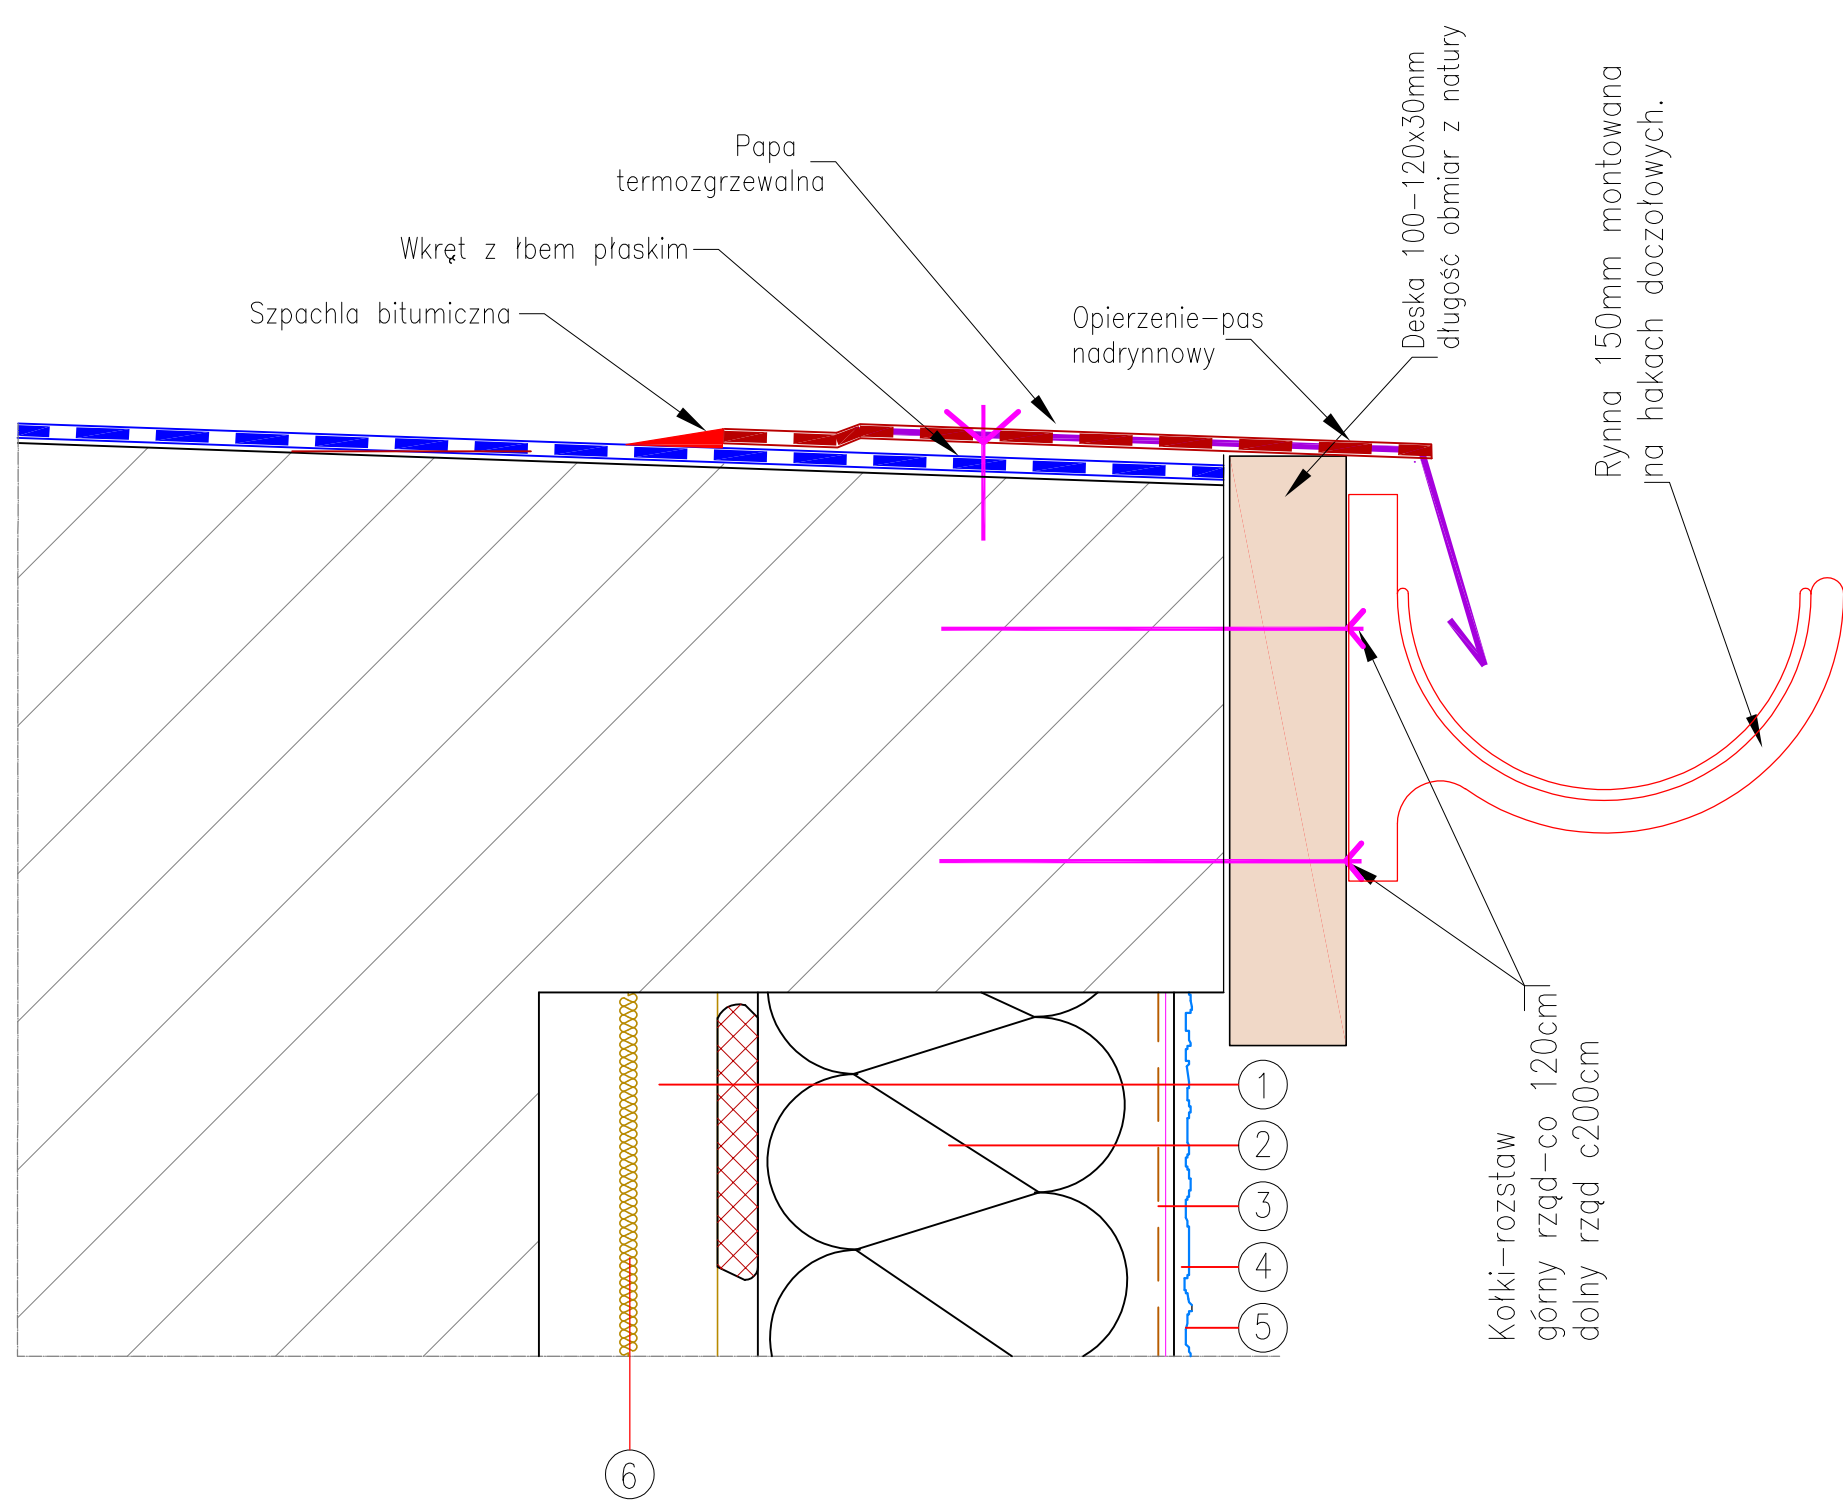 Papa
termozgrzewalna
Wkręt z łbem płaskim
Szpachla bitumiczna
Opierzenie-pas
nadrynnowy
Deska 100-120x30mm
długość obmiar z natury
Rynna 150mm montowana
na hakach doczołowych.
Kołki-rozstaw
górny rząd-co 120cm
dolny rząd c200cm
1
2
3
4
5
6